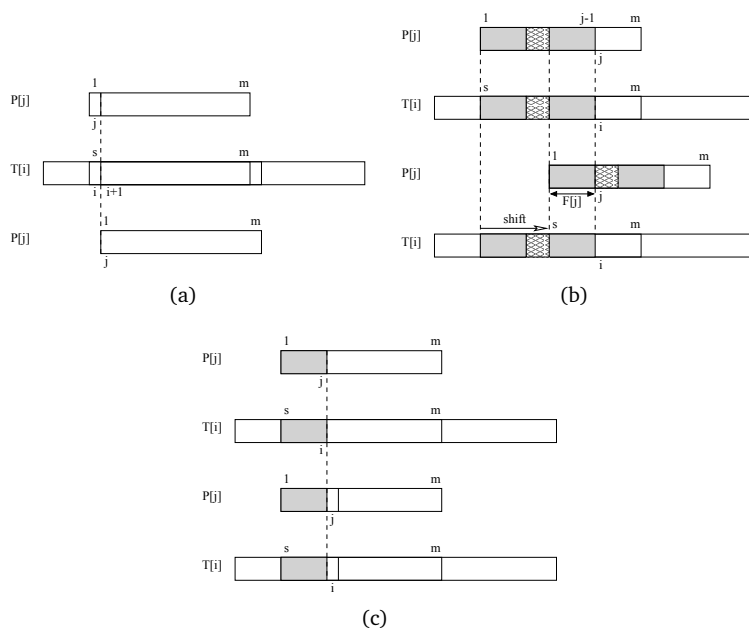 l m
P[j]
j
s m
T[i]
i i+1
l
P[j]
j
(a)
l j-1 m
P[j]
j
s m
T[i]
i
l m
P[j]
F[j] j
shift s m
T[i]
i
(b)
l m
P[j]
j
s m
T[i]
i
l m
P[j]
j
s m
T[i]
i
(c)